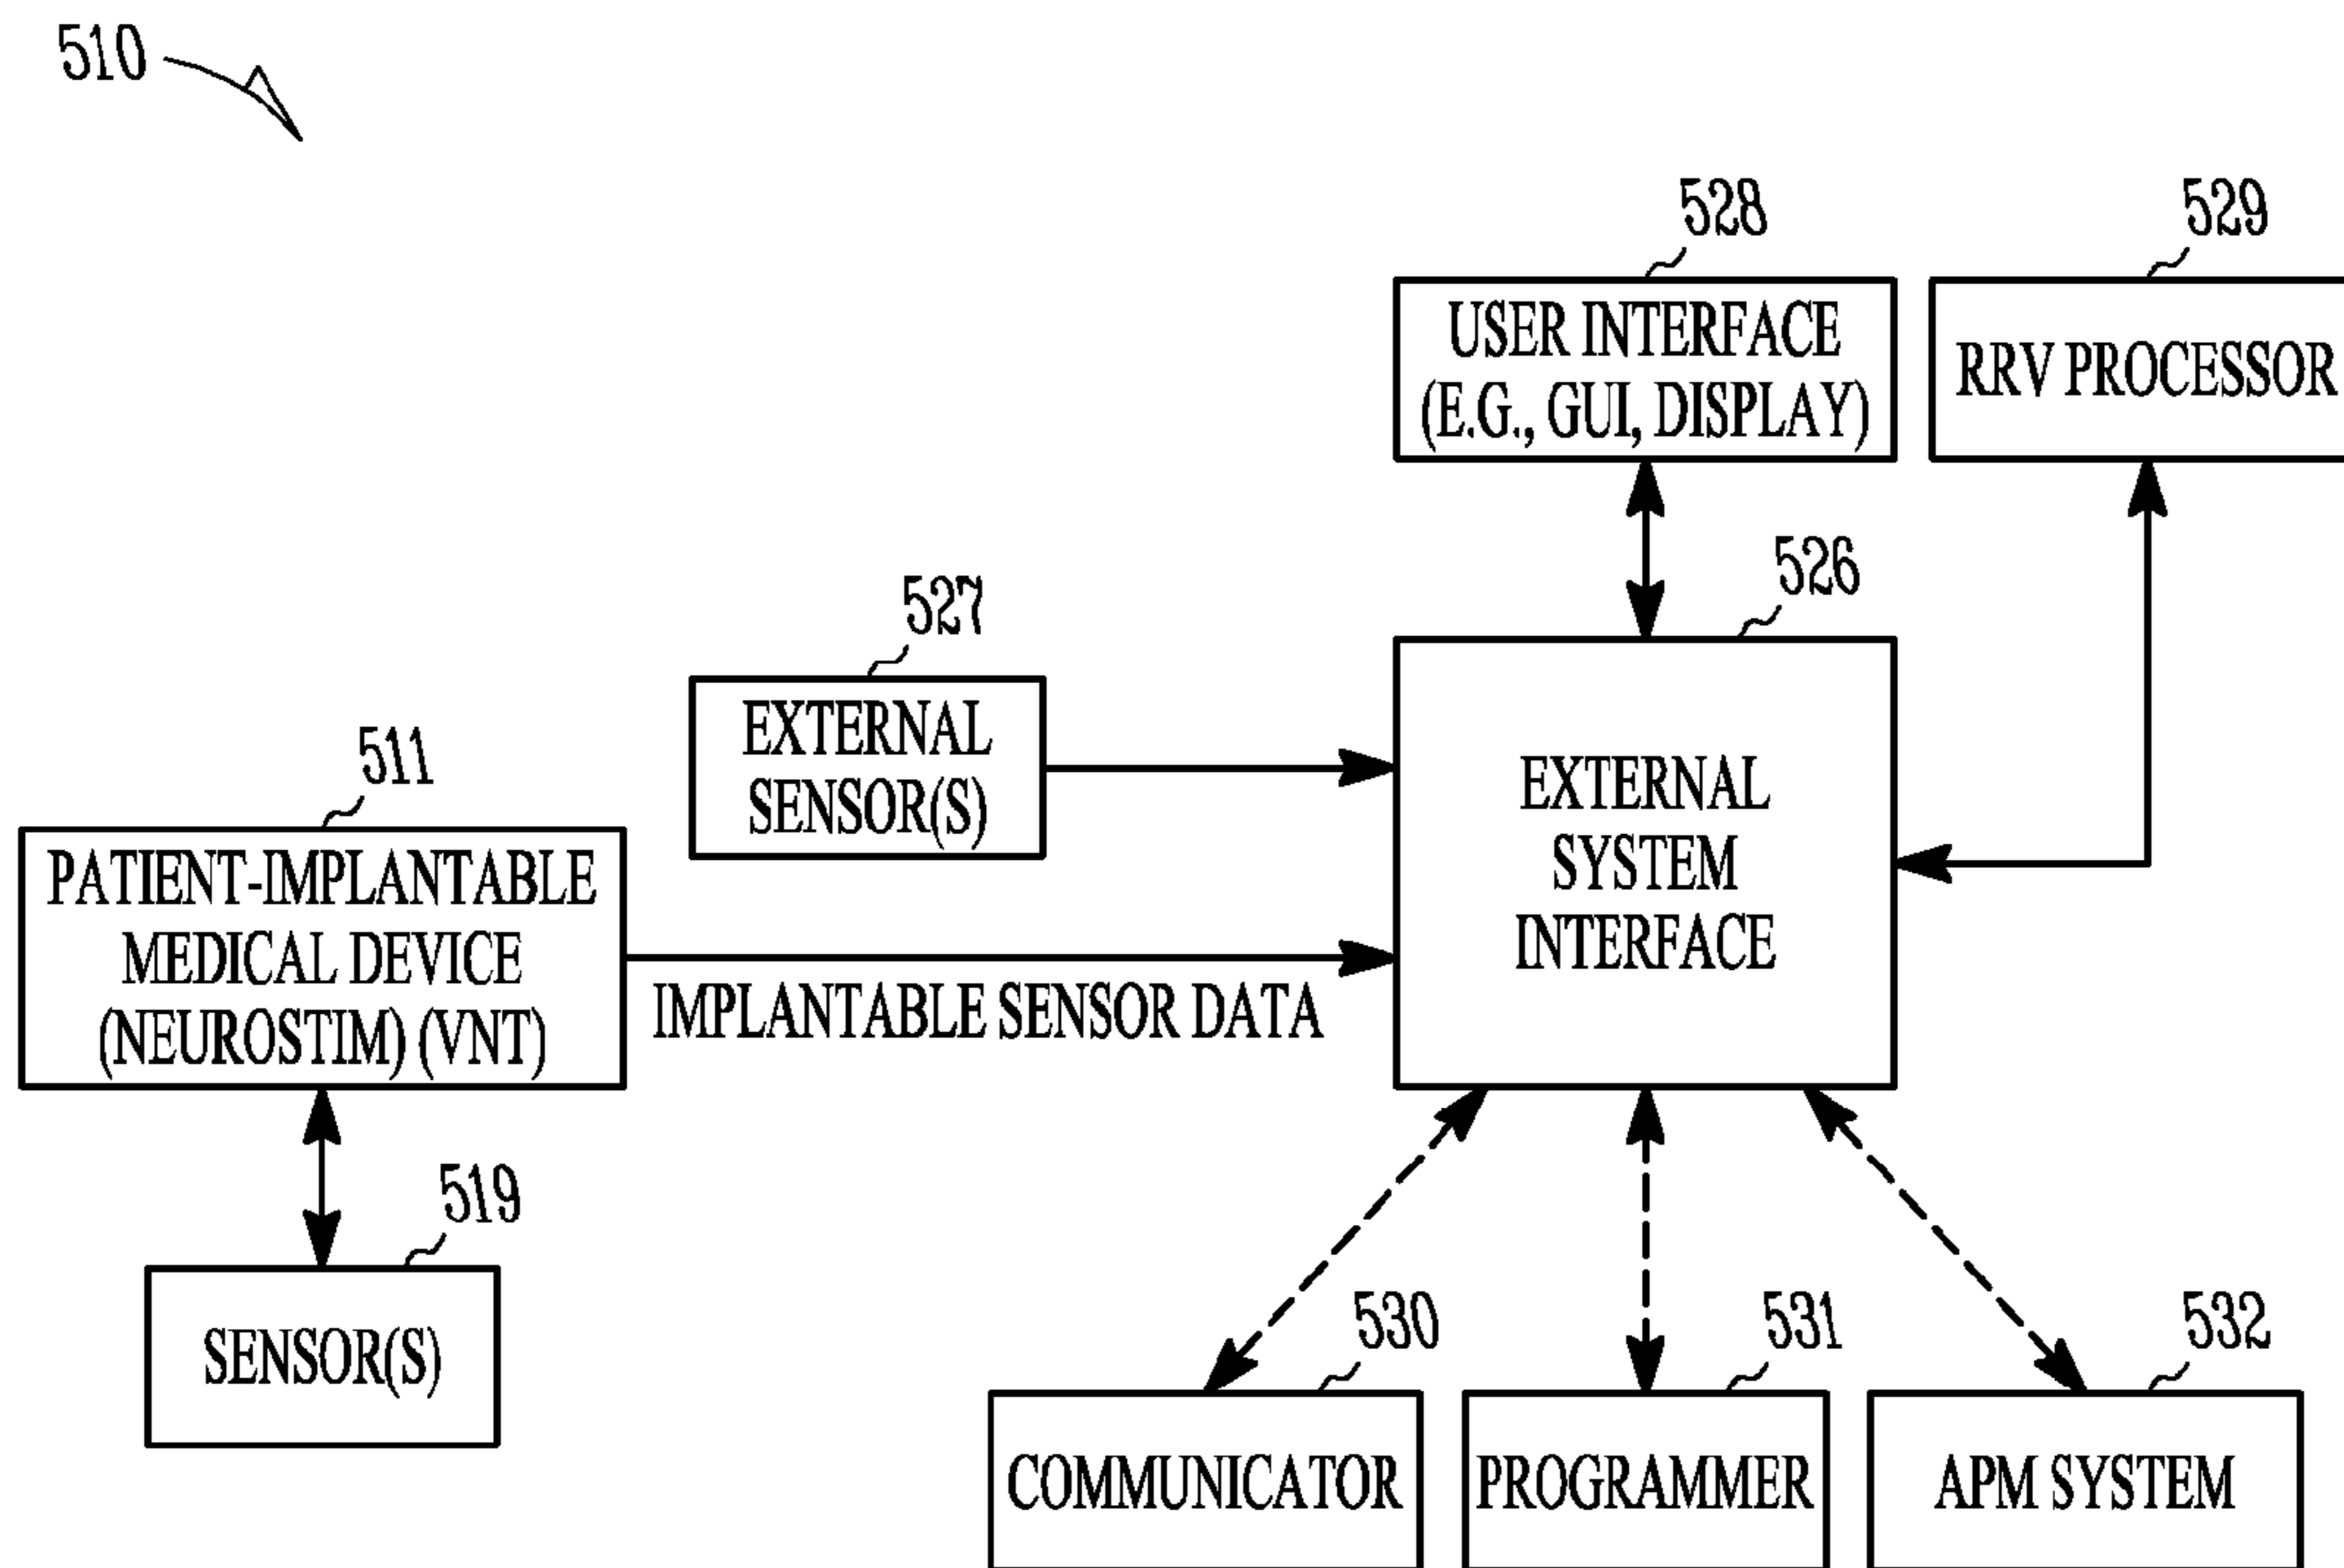 510
528
529
USER INTERFACE
(E.G., GUI, DISPLAY)
RRV PROCESSOR
526
527
EXTERNAL
SENSOR(S)
EXTERNAL
SYSTEM
INTERFACE
511
PATIENT-IMPLANTABLE
MEDICAL DEVICE
(NEUROSTIM) (VNT)
IMPLANTABLE SENSOR DATA
519
SENSOR(S)
530
531
532
COMMUNICATOR
PROGRAMMER
APM SYSTEM